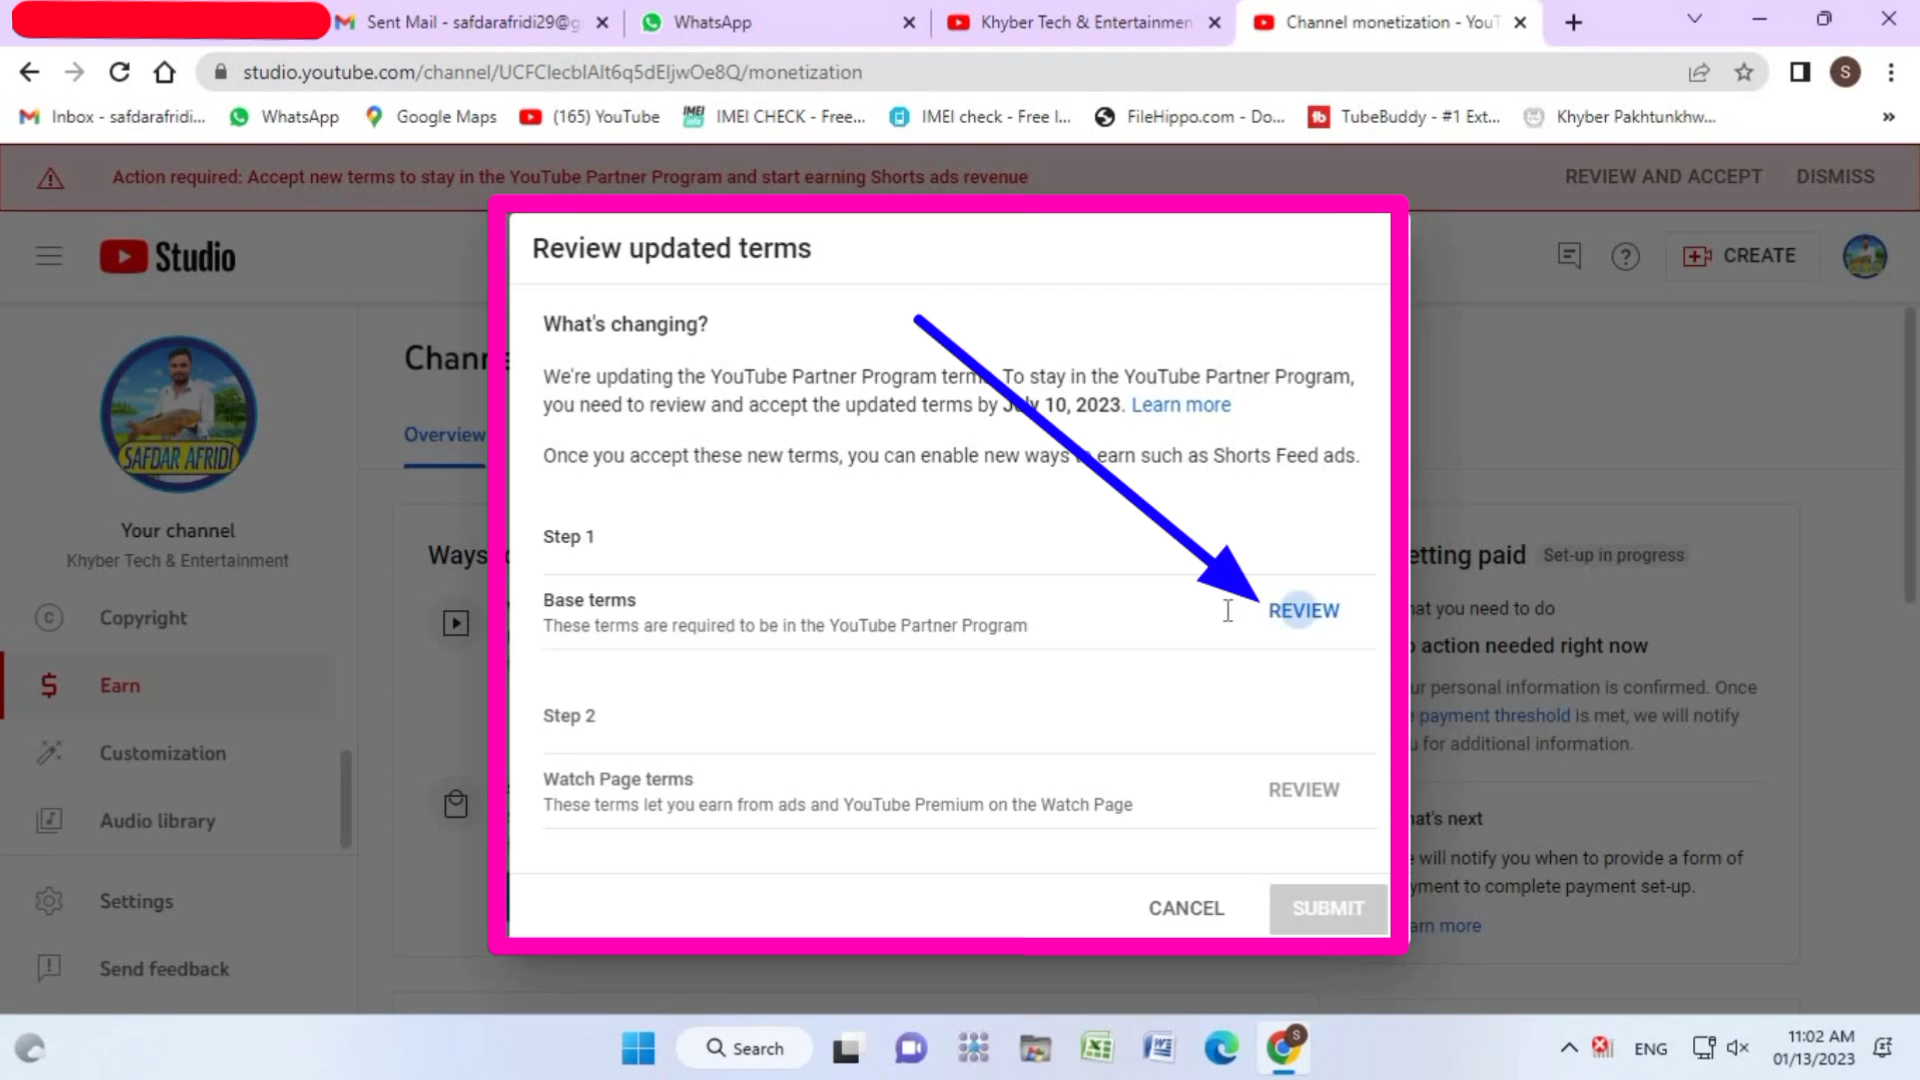 Sent Mail - safdarafridi29@g
WhatsApp
Khyber Tech & Entertainmen
Channel monetization - YouT
studio.youtube.com/channel/UCFClecblAlt6q5dEljwOe8Q/monetization
S
Inbox - safdarafridi...
WhatsApp
Google Maps
(165) YouTube
IMEI CHECK - Free...
IMEI check - Free I...
FileHippo.com - Do...
TubeBuddy - #1 Ext...
Khyber Pakhtunkhw...
Action required: Accept new terms to stay in the YouTube Partner Program and start earning Shorts ads revenue
REVIEW AND ACCEPT
DISMISS
Studio
CREATE
SAFDAR AFRIDI
Your channel
Khyber Tech & Entertainment
Copyright
Earn
Customization
Audio library
Settings
Send feedback
Chann
Overview
Ways
Review updated terms
What's changing?
We're updating the YouTube Partner Program terms. To stay in the YouTube Partner Program,
you need to review and accept the updated terms by July 10, 2023. Learn more
Once you accept these new terms, you can enable new ways to earn such as Shorts Feed ads.
Step 1
Base terms
These terms are required to be in the YouTube Partner Program
REVIEW
Step 2
Watch Page terms
These terms let you earn from ads and YouTube Premium on the Watch Page
REVIEW
CANCEL
SUBMIT
etting paid
Set-up in progress
hat you need to do
action needed right now
ur personal information is confirmed. Once
payment threshold is met, we will notify
u for additional information.
hat's next
will notify you when to provide a form of
yment to complete payment set-up.
arn more
Search
S
ENG
11:02 AM
01/13/2023